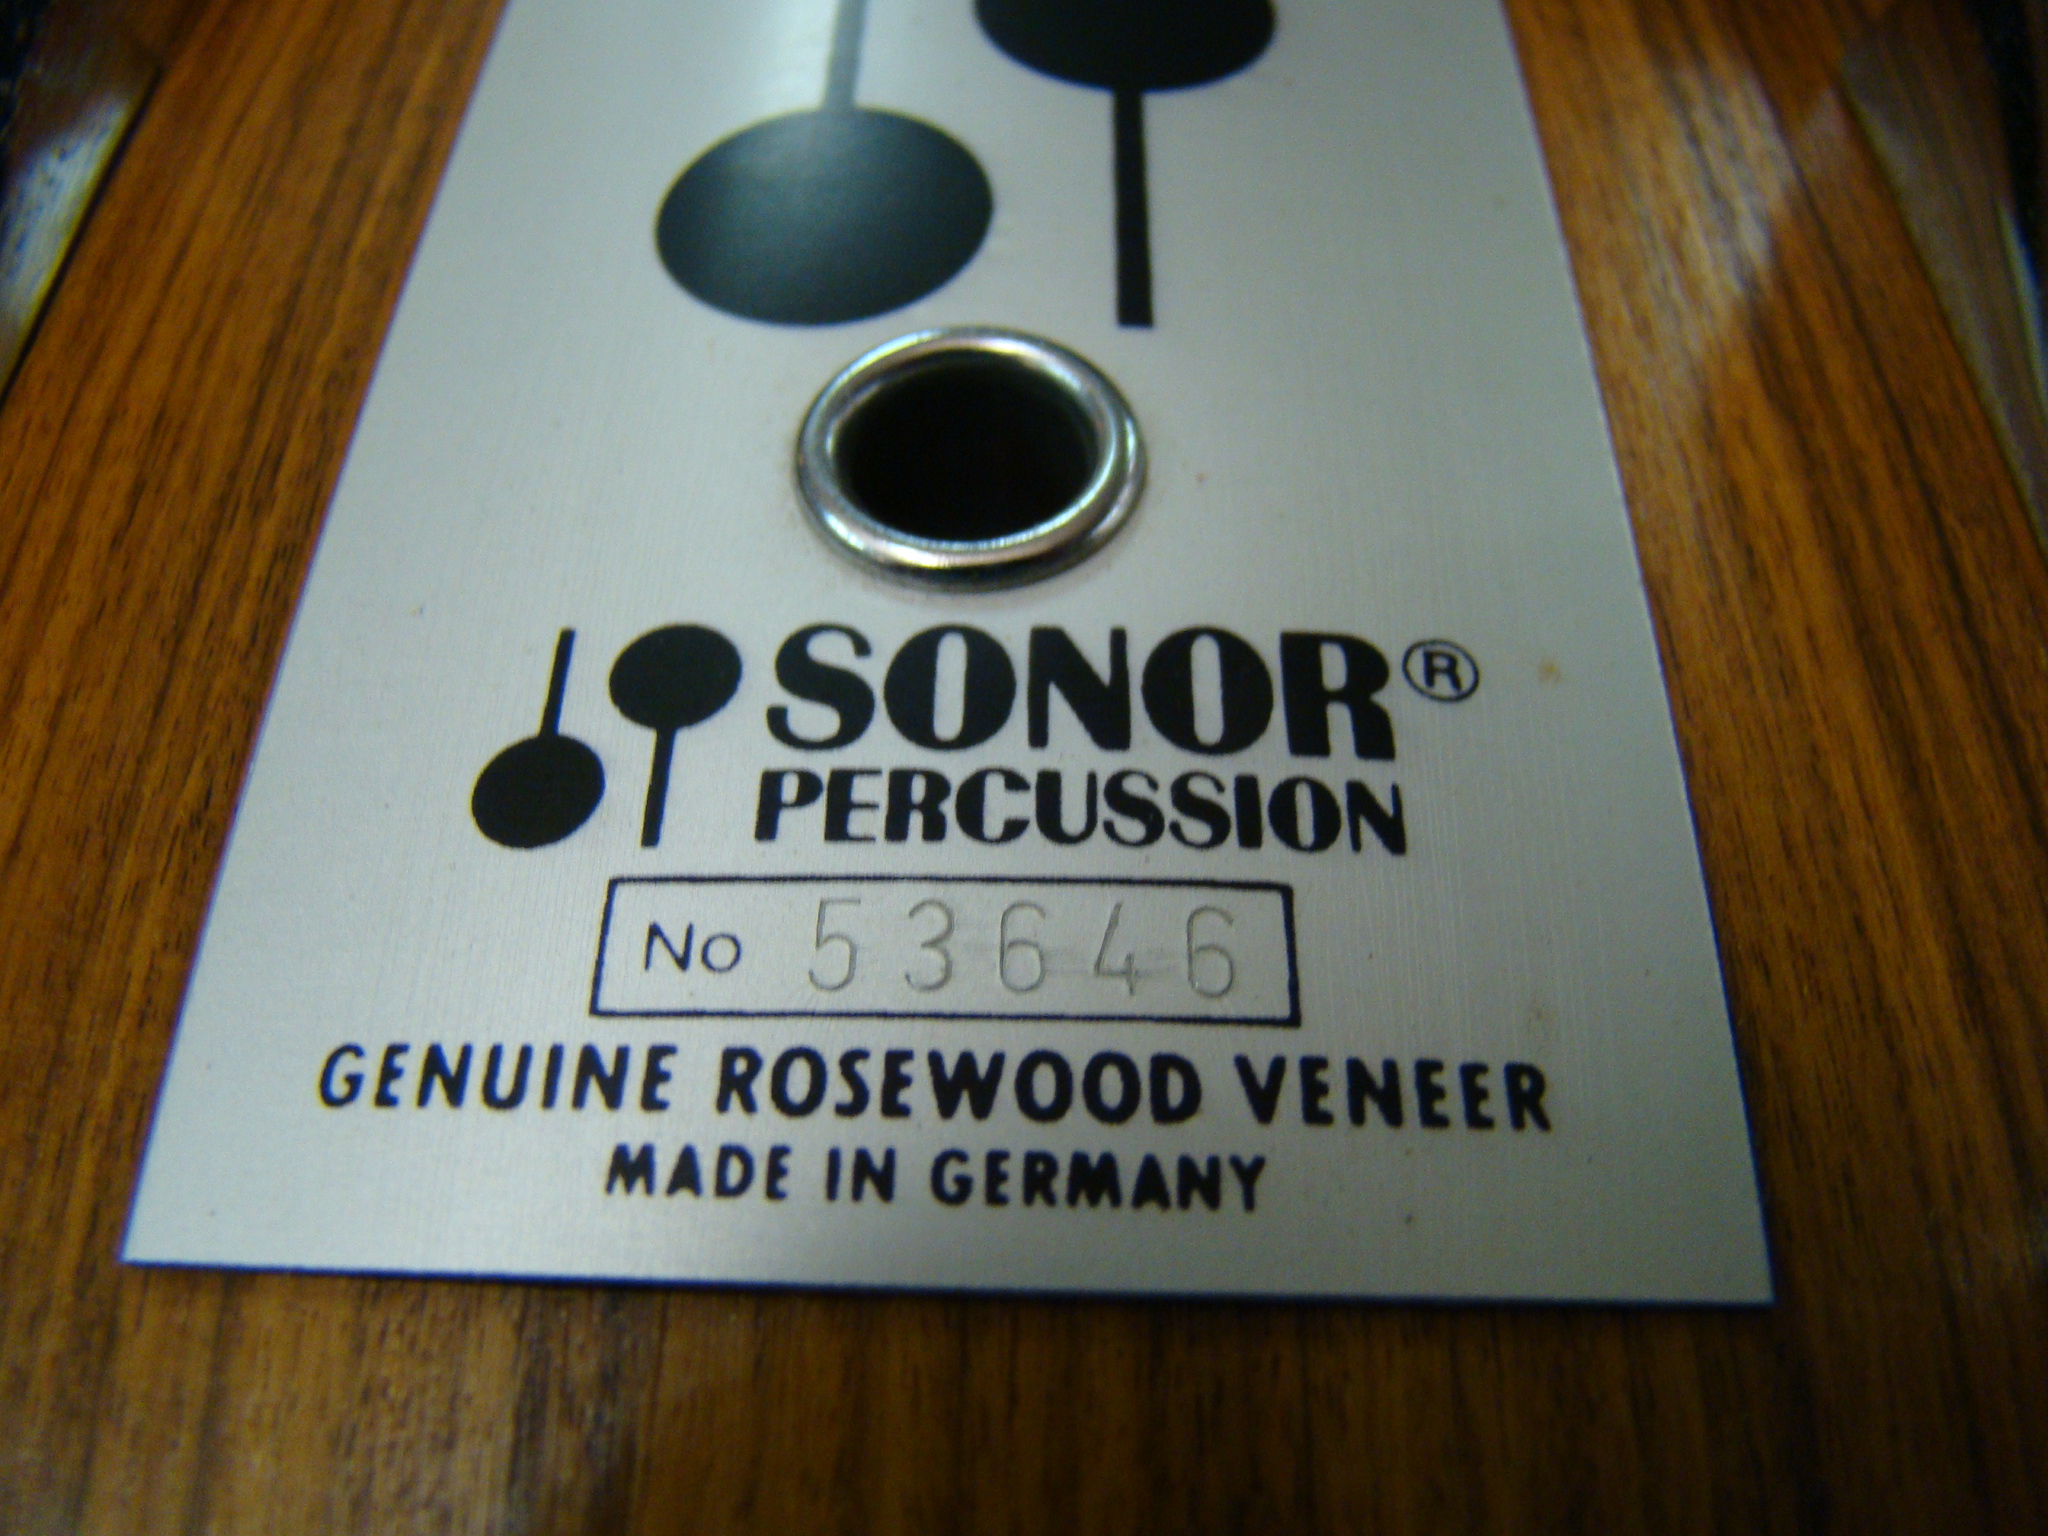 SONOR®
PERCUSSION
No 53646
GENUINE ROSEWOOD VENEER
MADE IN GERMANY